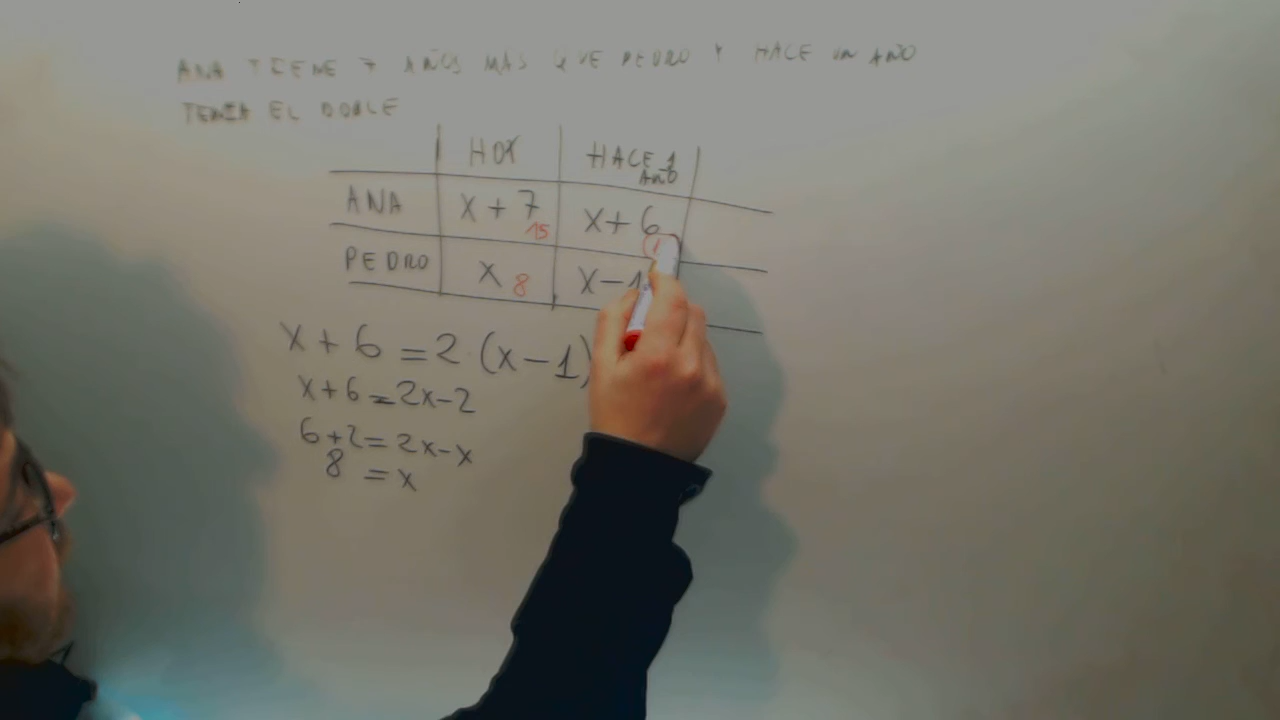 ANA TIENE 7 AÑOS MAS QUE PEDRO Y HACE UN AÑO
TENIA EL DOBLE
HOY HACE 1 AÑO
ANA X + 7 15 X + 6
PEDRO X 8 X - 1
X + 6 = 2 (X - 1)
X + 6 = 2X - 2
6 + 2 = 2X - X
8 = X